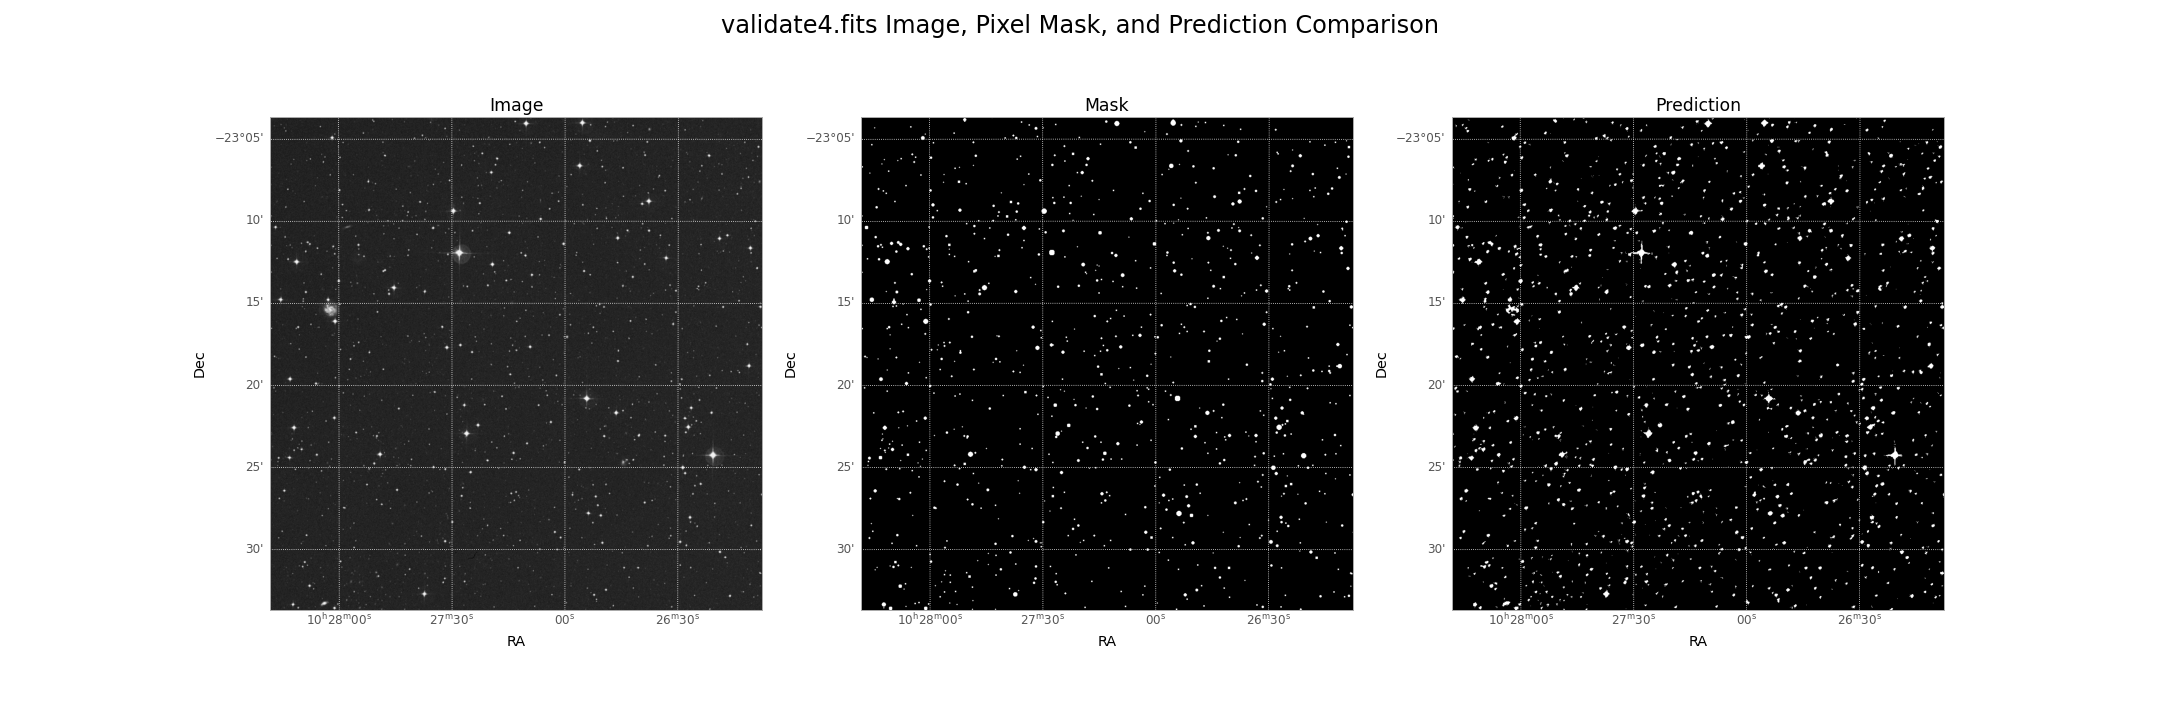 validate4.fits Image, Pixel Mask, and Prediction Comparison
Image
−23°05'
10'
15'
20'
25'
30'
Dec
10ʰ28ᵐ00ˢ
27ᵐ30ˢ
00ˢ
26ᵐ30ˢ
RA
Mask
−23°05'
10'
15'
20'
25'
30'
Dec
10ʰ28ᵐ00ˢ
27ᵐ30ˢ
00ˢ
26ᵐ30ˢ
RA
Prediction
−23°05'
10'
15'
20'
25'
30'
Dec
10ʰ28ᵐ00ˢ
27ᵐ30ˢ
00ˢ
26ᵐ30ˢ
RA